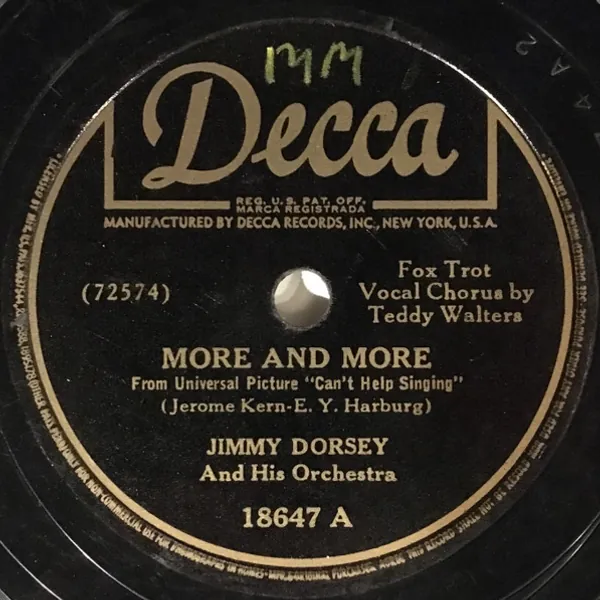 MM
Decca
REG. U.S. PAT. OFF.
MARCA REGISTRADA
MANUFACTURED BY DECCA RECORDS, INC., NEW YORK, U.S.A.
(72574)
Fox Trot
Vocal Chorus by
Teddy Walters
MORE AND MORE
From Universal Picture "Can't Help Singing"
(Jerome Kern-E. Y. Harburg)
JIMMY DORSEY
And His Orchestra
18647 A